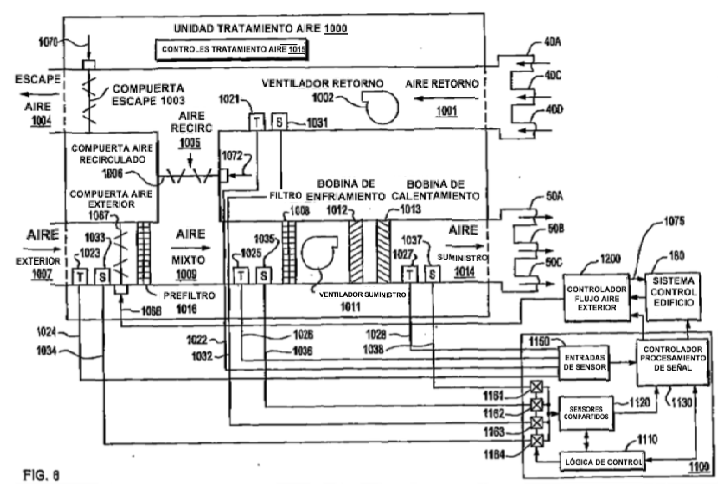 UNIDAD TRATAMIENTO AIRE 1000
CONTROLES TRATAMIENTO AIRE 1015
1070
40A
40C
40D
ESCAPE
AIRE
1004
COMPUERTA
ESCAPE 1003
VENTILADOR RETORNO
1002
AIRE RETORNO
1001
1021
T
S
1031
AIRE
RECIRC
1005
COMPUERTA AIRE
RECIRCULADO
1006
1072
COMPUERTA AIRE
EXTERIOR
1067
FILTRO
1008
BOBINA DE
ENFRIAMIENTO
1012
BOBINA DE
CALENTAMIENTO
1013
50A
50B
50C
AIRE
EXTERIOR
1007
1023
1033
T
S
AIRE
MIXTO
1009
1025
1035
T
S
1037
1027
T
S
AIRE
SUMINISTRO
1014
PREFILTRO
1016
1068
VENTILADOR SUMINISTRO
1011
1075
1200
CONTROLADOR
FLUJO AIRE
EXTERIOR
160
SISTEMA
CONTROL
EDIFICIO
1024
1034
1022
1032
1026
1036
1028
1038
1150
ENTRADAS
DE SENSOR
CONTROLADOR
PROCESAMIENTO
DE SEÑAL
1130
1161
1162
1163
1164
SENSORES
COMPARTIDOS
1120
1110
LÓGICA DE CONTROL
1100
FIG. 6